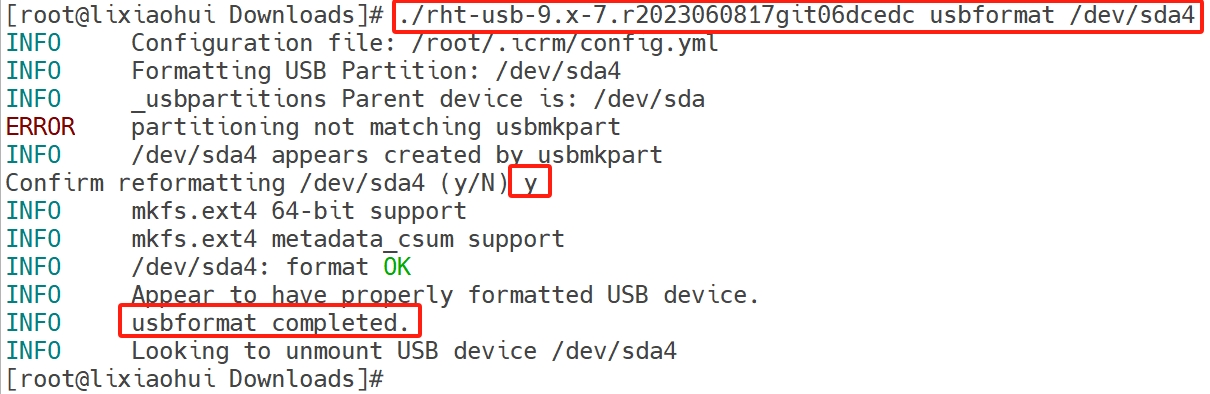 [root@lixiaohui Downloads]# ./rht-usb-9.x-7.r2023060817git06dcedc usbformat /dev/sda4
INFO    Configuration file: /root/.icrm/config.yml
INFO    Formatting USB Partition: /dev/sda4
INFO    _usbpartitions Parent device is: /dev/sda
ERROR   partitioning not matching usbmkpart
INFO    /dev/sda4 appears created by usbmkpart
Confirm reformatting /dev/sda4 (y/N) y
INFO    mkfs.ext4 64-bit support
INFO    mkfs.ext4 metadata_csum support
INFO    /dev/sda4: format OK
INFO    Appear to have properly formatted USB device.
INFO    usbformat completed.
INFO    Looking to unmount USB device /dev/sda4
[root@lixiaohui Downloads]#